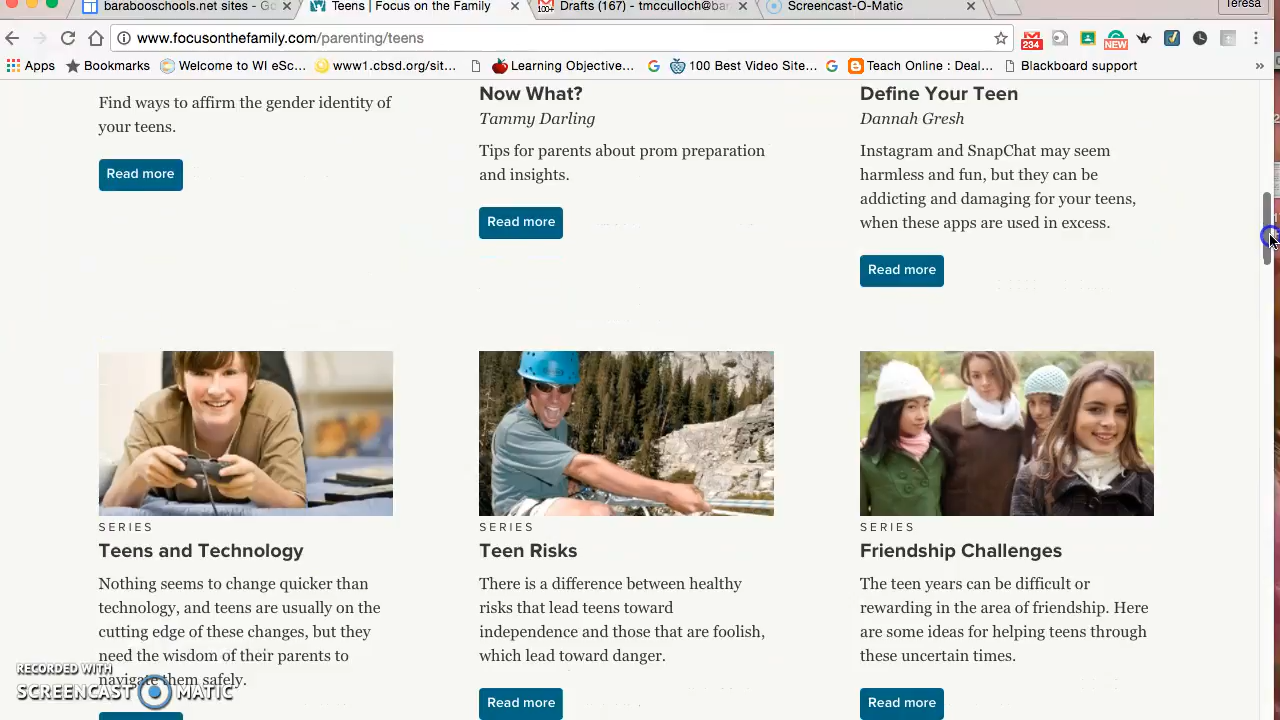 barabooschools.net sites - Go
Teens | Focus on the Family
Drafts (167) - tmcculloch@bar
Screencast-O-Matic
Teresa
www.focusonthefamily.com/parenting/teens
234
NEW
Apps
Bookmarks
Welcome to WI eSc...
www1.cbsd.org/sit...
Learning Objective...
100 Best Video Site...
Teach Online : Deal...
Blackboard support
»
Find ways to affirm the gender identity of
your teens.
Read more
Now What?
Tammy Darling
Tips for parents about prom preparation
and insights.
Read more
Define Your Teen
Dannah Gresh
Instagram and SnapChat may seem
harmless and fun, but they can be
addicting and damaging for your teens,
when these apps are used in excess.
Read more
SERIES
Teens and Technology
Nothing seems to change quicker than
technology, and teens are usually on the
cutting edge of these changes, but they
need the wisdom of their parents to
navigate them safely.
SERIES
Teen Risks
There is a difference between healthy
risks that lead teens toward
independence and those that are foolish,
which lead toward danger.
Read more
SERIES
Friendship Challenges
The teen years can be difficult or
rewarding in the area of friendship. Here
are some ideas for helping teens through
these uncertain times.
Read more
RECORDED WITH
SCREENCAST MATIC